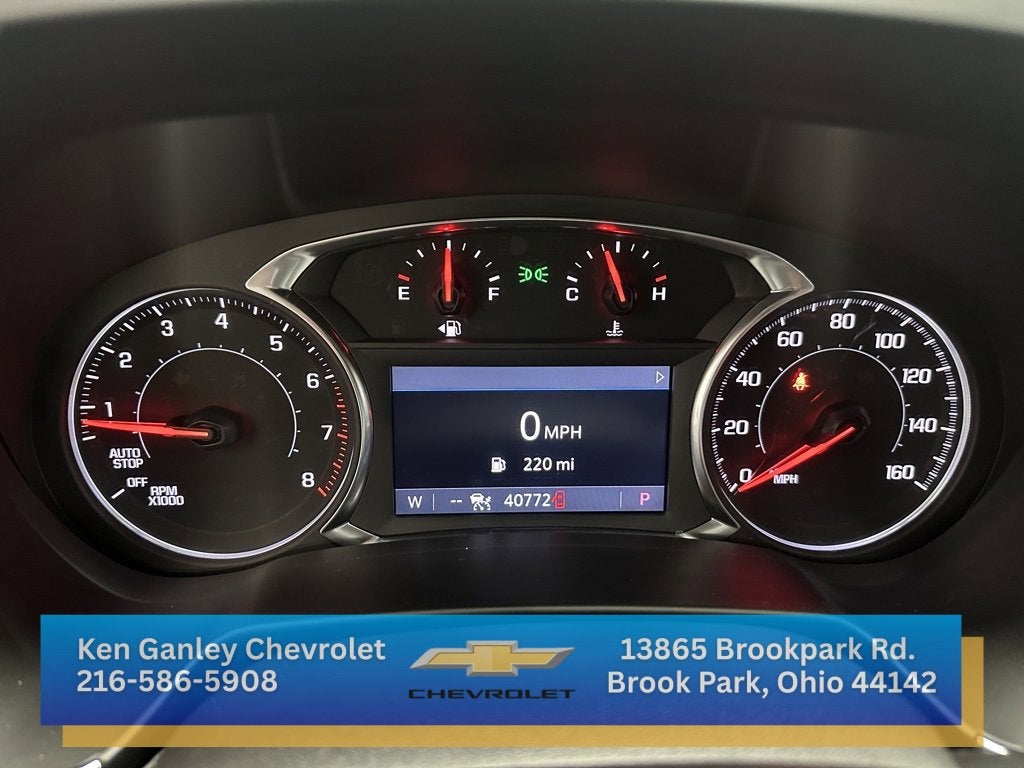 E F C H
1 2 3 4 5 6 7 8
AUTO
STOP
OFF
RPM
X1000
0 MPH
220 mi
W -- 40772 P
0 20 40 60 80 100 120 140 160
MPH
Ken Ganley Chevrolet
216-586-5908
CHEVROLET
13865 Brookpark Rd.
Brook Park, Ohio 44142